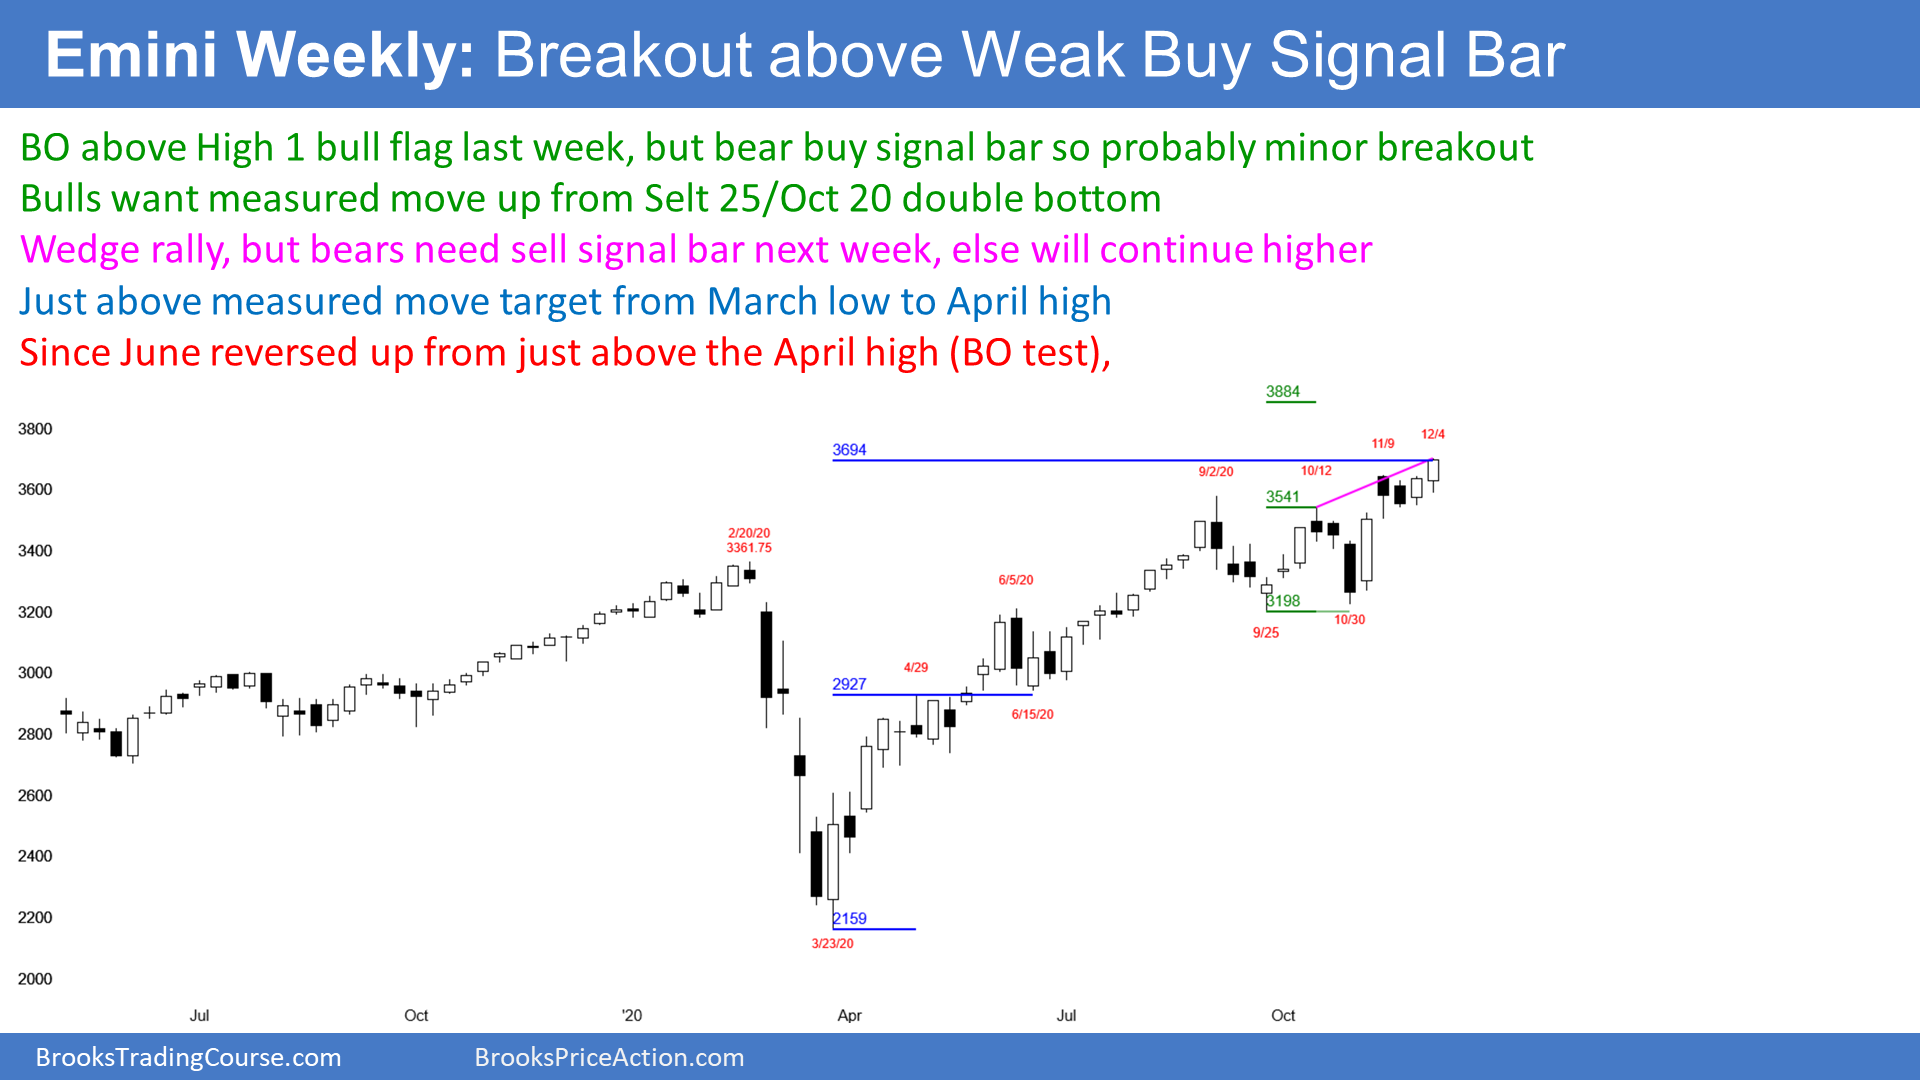 Emini Weekly: Breakout above Weak Buy Signal Bar
BO above High 1 bull flag last week, but bear buy signal bar so probably minor breakout
Bulls want measured move up from Selt 25/Oct 20 double bottom
Wedge rally, but bears need sell signal bar next week, else will continue higher
Just above measured move target from March low to April high
Since June reversed up from just above the April high (BO test),
3884
3800
12/4
11/9
3694
9/2/20
10/12
3600
3541
2/20/20
3361.75
3400
6/5/20
3200
3198
10/30
9/25
3000
4/29
2927
6/15/20
2800
2600
2400
2200
2159
3/23/20
2000
Jul
Oct
'20
Apr
Jul
Oct
BrooksTradingCourse.com
BrooksPriceAction.com